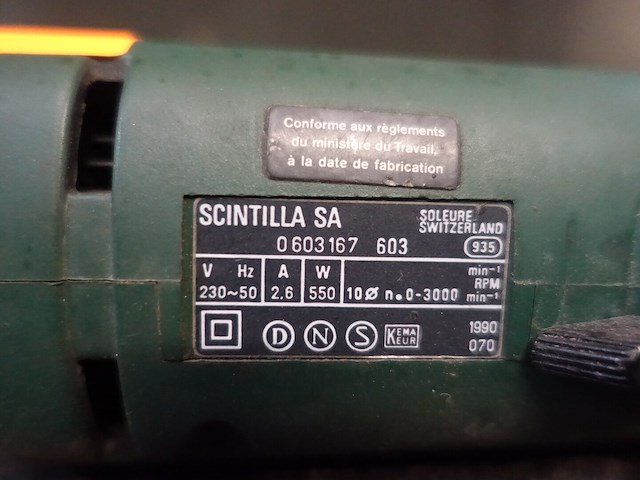 Conforme aux règlements
du ministère du Travail,
à la date de fabrication
SCINTILLA SA
SOLEURE
SWITZERLAND
0 603 167 603
935
V Hz
230~50
A
2.6
W
550
10 Ø nₒ 0-3000
min⁻¹
RPM
min⁻¹
D N S KEMA
KEUR
1990
070